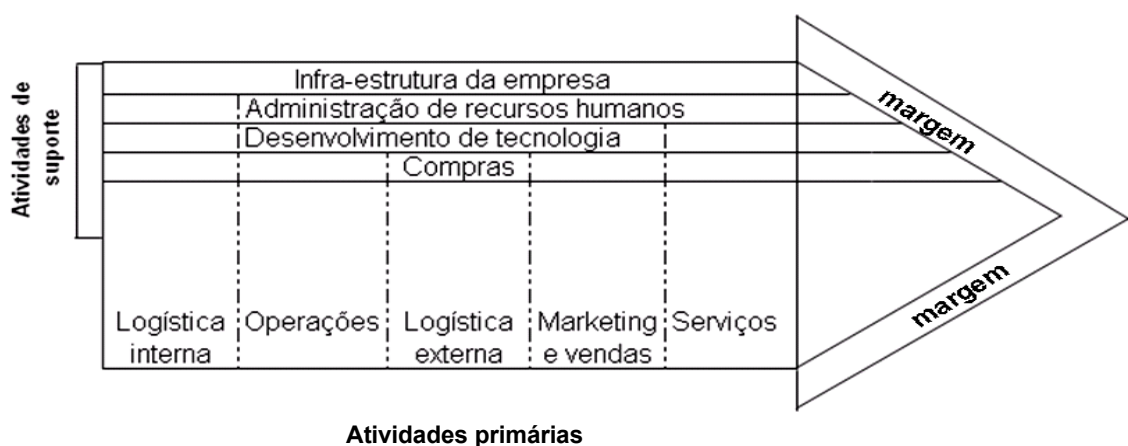 Infra-estrutura da empresa
Administração de recursos humanos
Desenvolvimento de tecnologia
Compras
Atividades de
suporte
margem
margem
Logística
interna
Operações
Logística
externa
Marketing
e vendas
Serviços
Atividades primárias